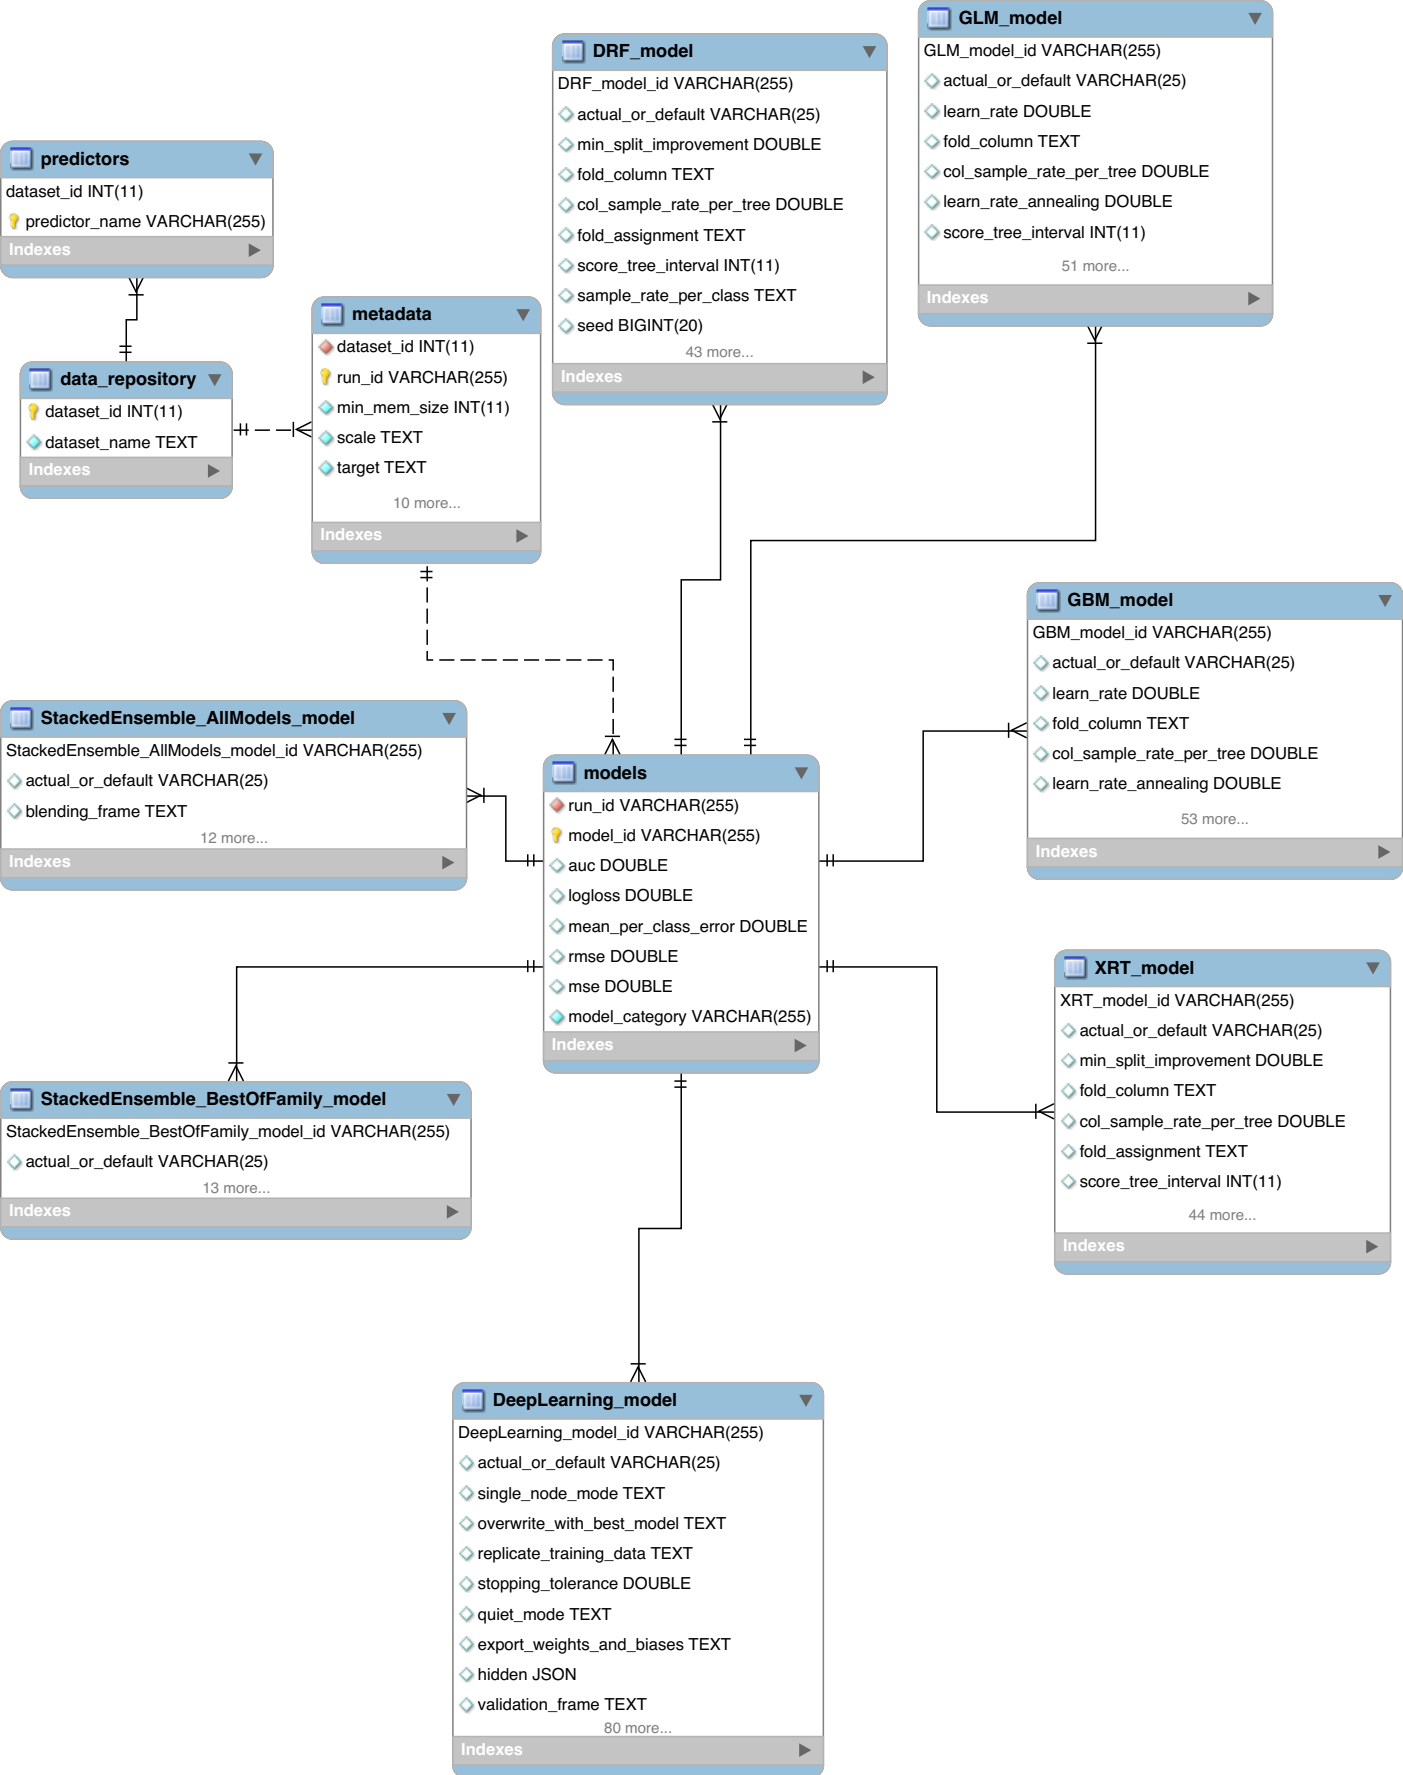 GLM_model
GLM_model_id VARCHAR(255)
actual_or_default VARCHAR(25)
learn_rate DOUBLE
fold_column TEXT
col_sample_rate_per_tree DOUBLE
learn_rate_annealing DOUBLE
score_tree_interval INT(11)
51 more...
Indexes
DRF_model
DRF_model_id VARCHAR(255)
actual_or_default VARCHAR(25)
min_split_improvement DOUBLE
fold_column TEXT
col_sample_rate_per_tree DOUBLE
fold_assignment TEXT
score_tree_interval INT(11)
sample_rate_per_class TEXT
seed BIGINT(20)
43 more...
Indexes
predictors
dataset_id INT(11)
predictor_name VARCHAR(255)
Indexes
metadata
dataset_id INT(11)
run_id VARCHAR(255)
min_mem_size INT(11)
scale TEXT
target TEXT
10 more...
Indexes
data_repository
dataset_id INT(11)
dataset_name TEXT
Indexes
GBM_model
GBM_model_id VARCHAR(255)
actual_or_default VARCHAR(25)
learn_rate DOUBLE
fold_column TEXT
col_sample_rate_per_tree DOUBLE
learn_rate_annealing DOUBLE
53 more...
Indexes
StackedEnsemble_AllModels_model
StackedEnsemble_AllModels_model_id VARCHAR(255)
actual_or_default VARCHAR(25)
blending_frame TEXT
12 more...
Indexes
models
run_id VARCHAR(255)
model_id VARCHAR(255)
auc DOUBLE
logloss DOUBLE
mean_per_class_error DOUBLE
rmse DOUBLE
mse DOUBLE
model_category VARCHAR(255)
Indexes
XRT_model
XRT_model_id VARCHAR(255)
actual_or_default VARCHAR(25)
min_split_improvement DOUBLE
fold_column TEXT
col_sample_rate_per_tree DOUBLE
fold_assignment TEXT
score_tree_interval INT(11)
44 more...
Indexes
StackedEnsemble_BestOfFamily_model
StackedEnsemble_BestOfFamily_model_id VARCHAR(255)
actual_or_default VARCHAR(25)
13 more...
Indexes
DeepLearning_model
DeepLearning_model_id VARCHAR(255)
actual_or_default VARCHAR(25)
single_node_mode TEXT
overwrite_with_best_model TEXT
replicate_training_data TEXT
stopping_tolerance DOUBLE
quiet_mode TEXT
export_weights_and_biases TEXT
hidden JSON
validation_frame TEXT
80 more...
Indexes